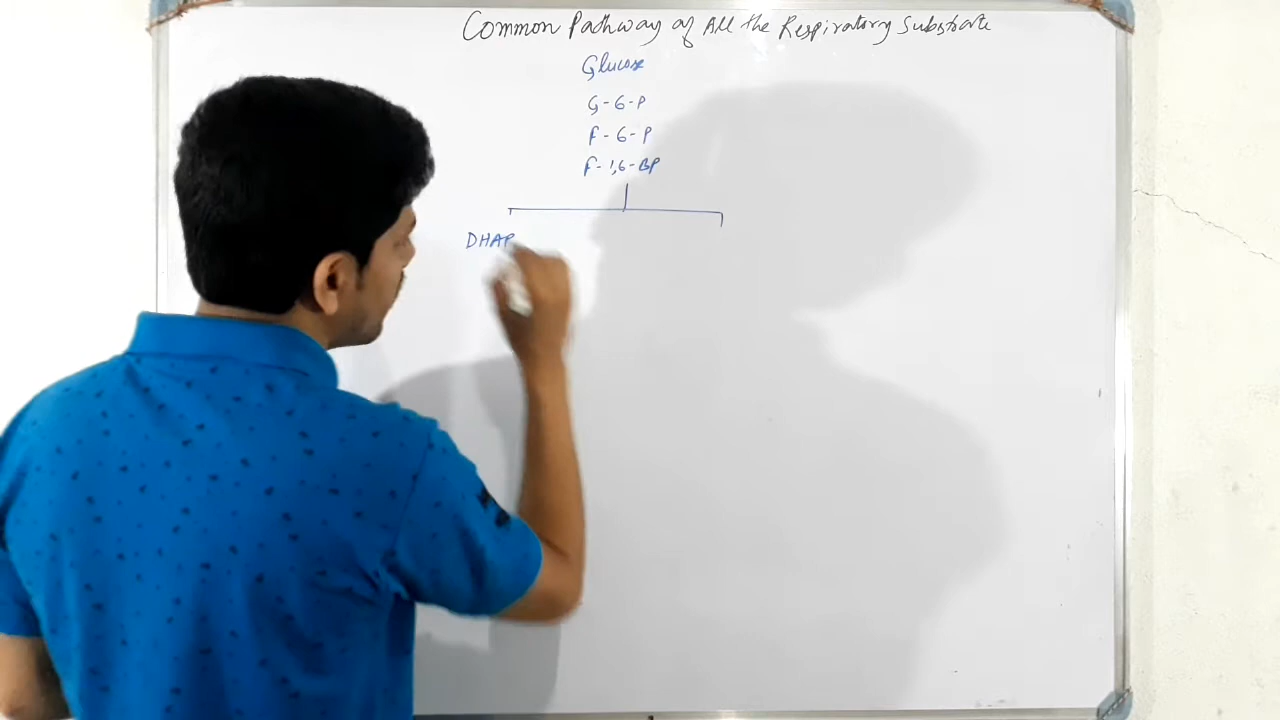 Common Pathway of All the Respiratory Substrate
Glucose
G-6-P
F-6-P
F-1,6-BP
DHAP